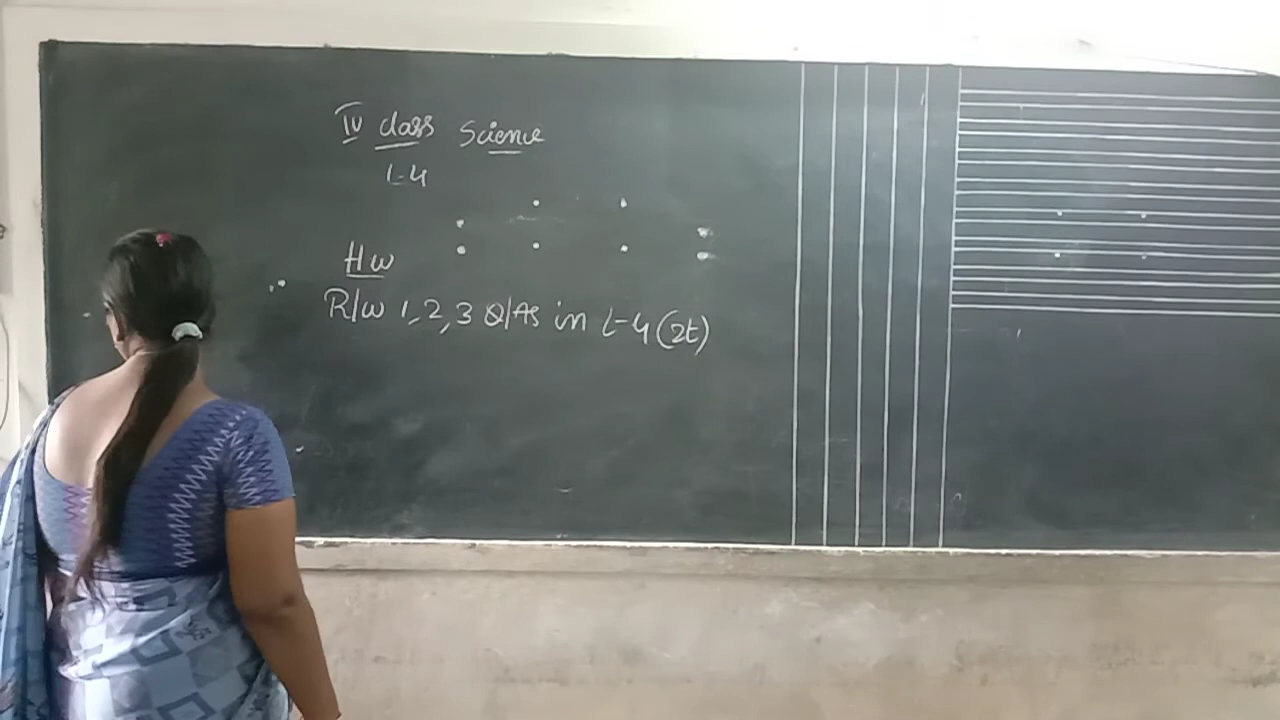 IV class Science
L-4
Hw
R/w 1,2,3 Q/As in L-4 (2t)